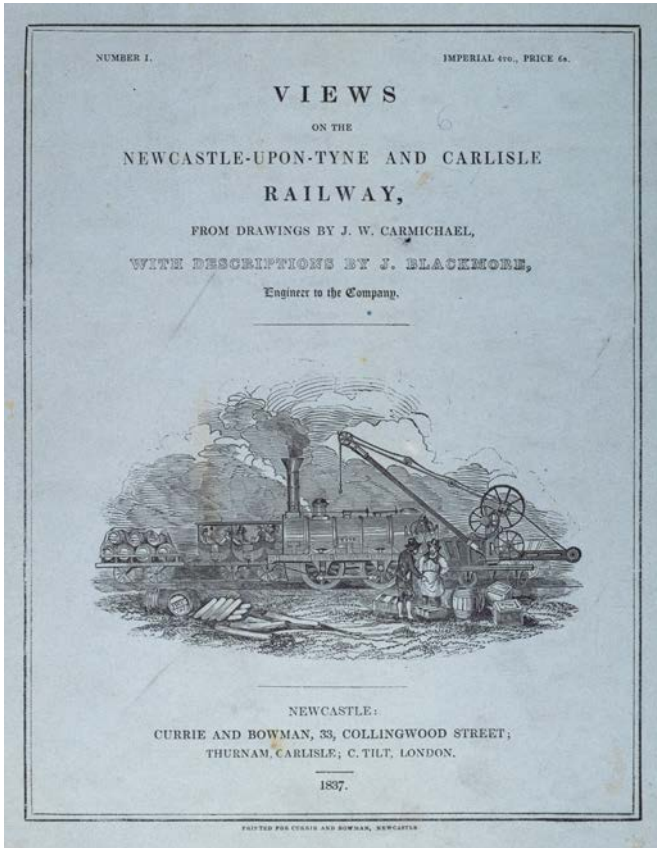 NUMBER I.
IMPERIAL 4TO., PRICE 6s.
VIEWS
ON THE
NEWCASTLE-UPON-TYNE AND CARLISLE
RAILWAY,
FROM DRAWINGS BY J. W. CARMICHAEL,
WITH DESCRIPTIONS BY J. BLACKMORE,
Engineer to the Company.
NEWCASTLE:
CURRIE AND BOWMAN, 33, COLLINGWOOD STREET;
THURNAM, CARLISLE; C. TILT, LONDON.
1837.
PRINTED FOR CURRIE AND BOWMAN, NEWCASTLE